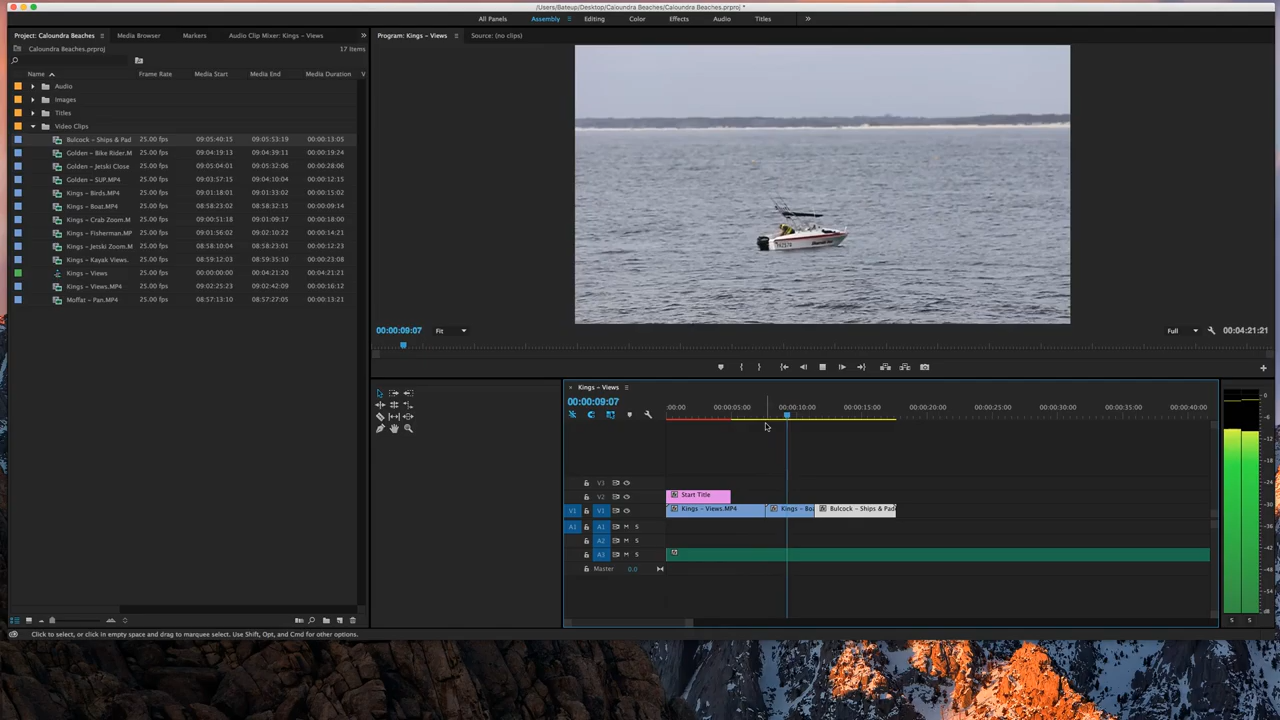 /Users/Bateup/Desktop/Caloundra Beaches/Caloundra Beaches.prproj *
All Panels Assembly Editing Color Effects Audio Titles
Project: Caloundra Beaches Media Browser Markers Audio Clip Mixer: Kings – Views
Program: Kings – Views Source: (no clips)
Caloundra Beaches.prproj 17 Items
Name Frame Rate Media Start Media End Media Duration V
Audio
Images
Titles
Video Clips
Bulcock – Ships & Pad 25.00 fps 09:05:40:15 09:05:53:19 00:00:13:05
Golden – Bike Rider.M 25.00 fps 09:04:19:13 09:04:39:11 00:00:19:24
Golden – Jetski Close 25.00 fps 09:05:04:01 09:05:32:06 00:00:28:06
Golden – SUP.MP4 25.00 fps 09:03:57:15 09:04:10:04 00:00:12:15
Kings – Birds.MP4 25.00 fps 09:01:18:01 09:01:33:02 00:00:15:02
Kings – Boat.MP4 25.00 fps 08:58:23:02 08:58:32:15 00:00:09:14
Kings – Crab Zoom.M 25.00 fps 09:00:51:18 09:01:09:17 00:00:18:00
Kings – Fisherman.MP 25.00 fps 09:01:56:02 09:02:10:22 00:00:14:21
Kings – Jetski Zoom.M 25.00 fps 08:58:10:04 08:58:23:01 00:00:12:23
Kings – Kayak Views. 25.00 fps 08:59:12:03 08:59:35:10 00:00:23:08
Kings – Views 25.00 fps 00:00:00:00 00:04:21:20 00:04:21:21
Kings – Views.MP4 25.00 fps 09:02:25:23 09:02:42:09 00:00:16:12
Moffat – Pan.MP4 25.00 fps 08:57:13:10 08:57:27:05 00:00:13:21
00:00:09:07 Fit Full 00:04:21:21
Kings – Views
00:00:09:07
:00:00 00:00:05:00 00:00:10:00 00:00:15:00 00:00:20:00 00:00:25:00 00:00:30:00 00:00:35:00 00:00:40:00
V3
V2 Start Title
V1 V1 Kings – Views.MP4 Kings – Boa Bulcock – Ships & Pad
A1 A1 M S
A2 M S
A3 M S
Master 0.0
0
-6
-12
-18
-24
-30
-36
-42
-48
-54
dB
S S
Click to select, or click in empty space and drag to marquee select. Use Shift, Opt, and Cmd for other options.